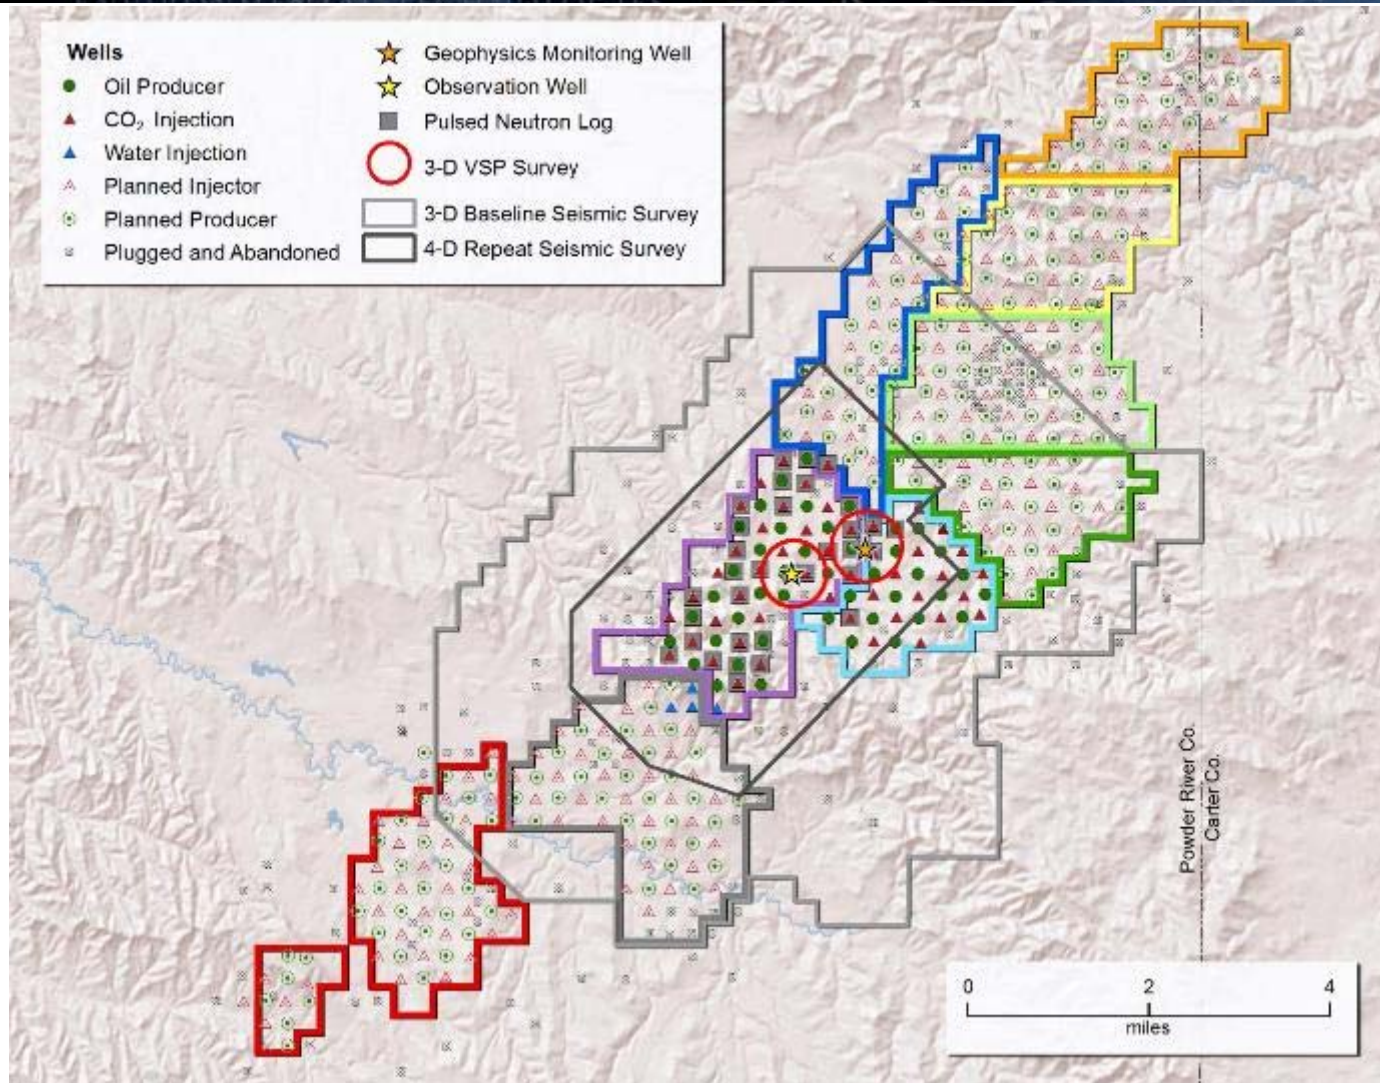 Wells
Oil Producer
CO₂ Injection
Water Injection
Planned Injector
Planned Producer
Plugged and Abandoned
Geophysics Monitoring Well
Observation Well
Pulsed Neutron Log
3-D VSP Survey
3-D Baseline Seismic Survey
4-D Repeat Seismic Survey
Powder River Co.
Carter Co.
0 2 4
miles